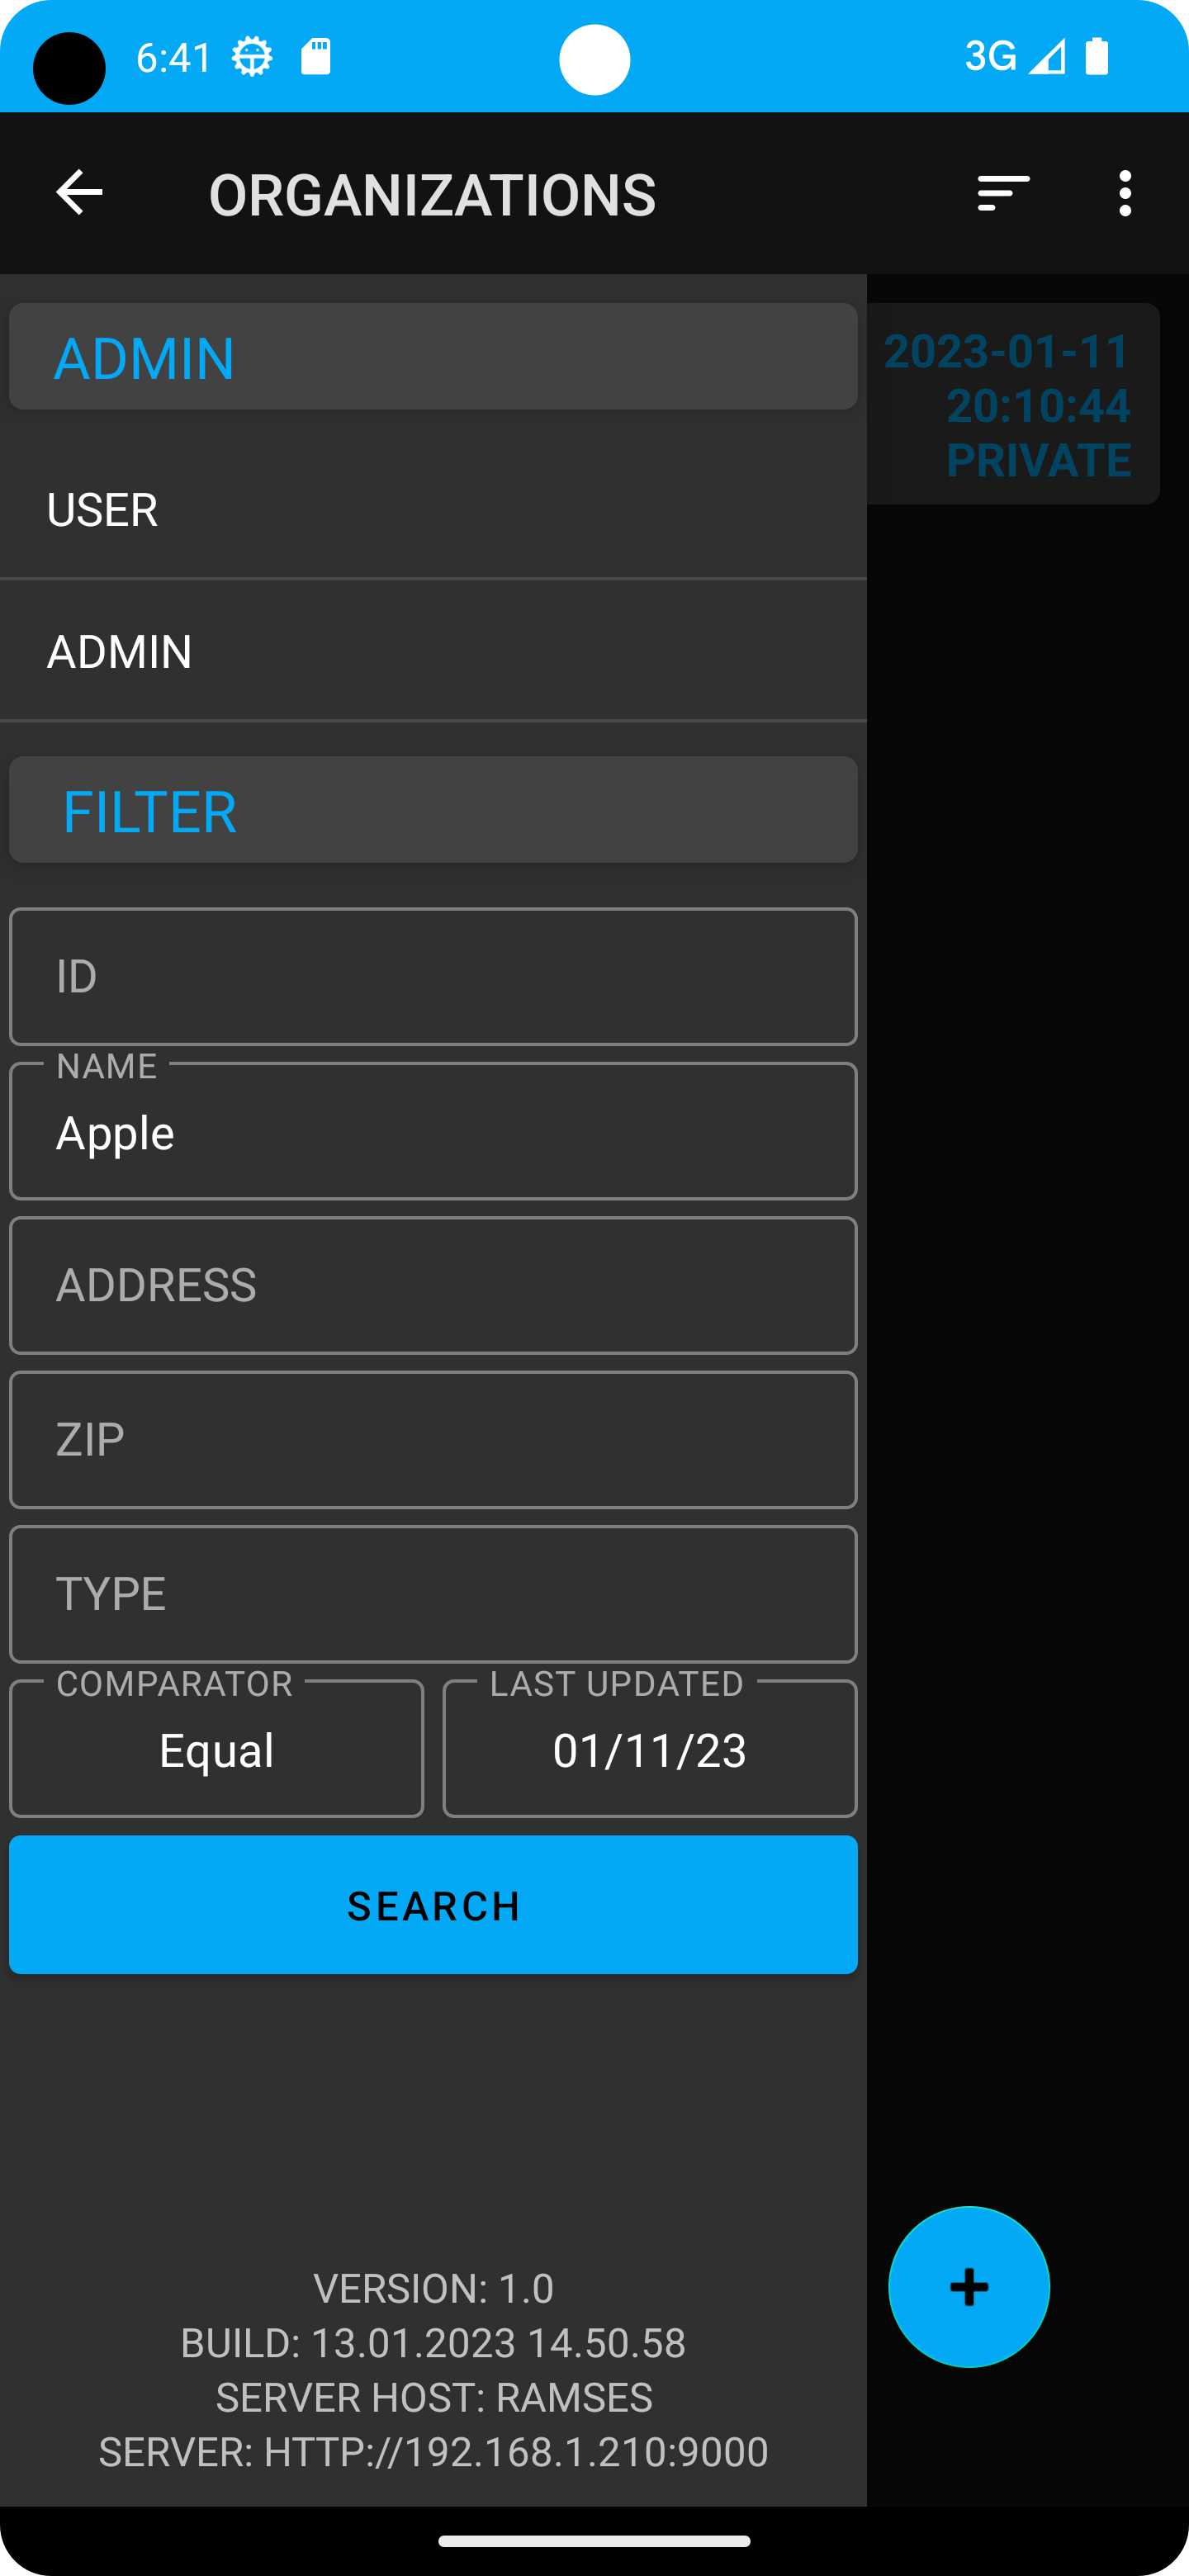 6:41
3G
ORGANIZATIONS
ADMIN
2023-01-11
20:10:44
PRIVATE
USER
ADMIN
FILTER
ID
NAME
Apple
ADDRESS
ZIP
TYPE
COMPARATOR
Equal
LAST UPDATED
01/11/23
SEARCH
VERSION: 1.0
BUILD: 13.01.2023 14.50.58
SERVER HOST: RAMSES
SERVER: HTTP://192.168.1.210:9000